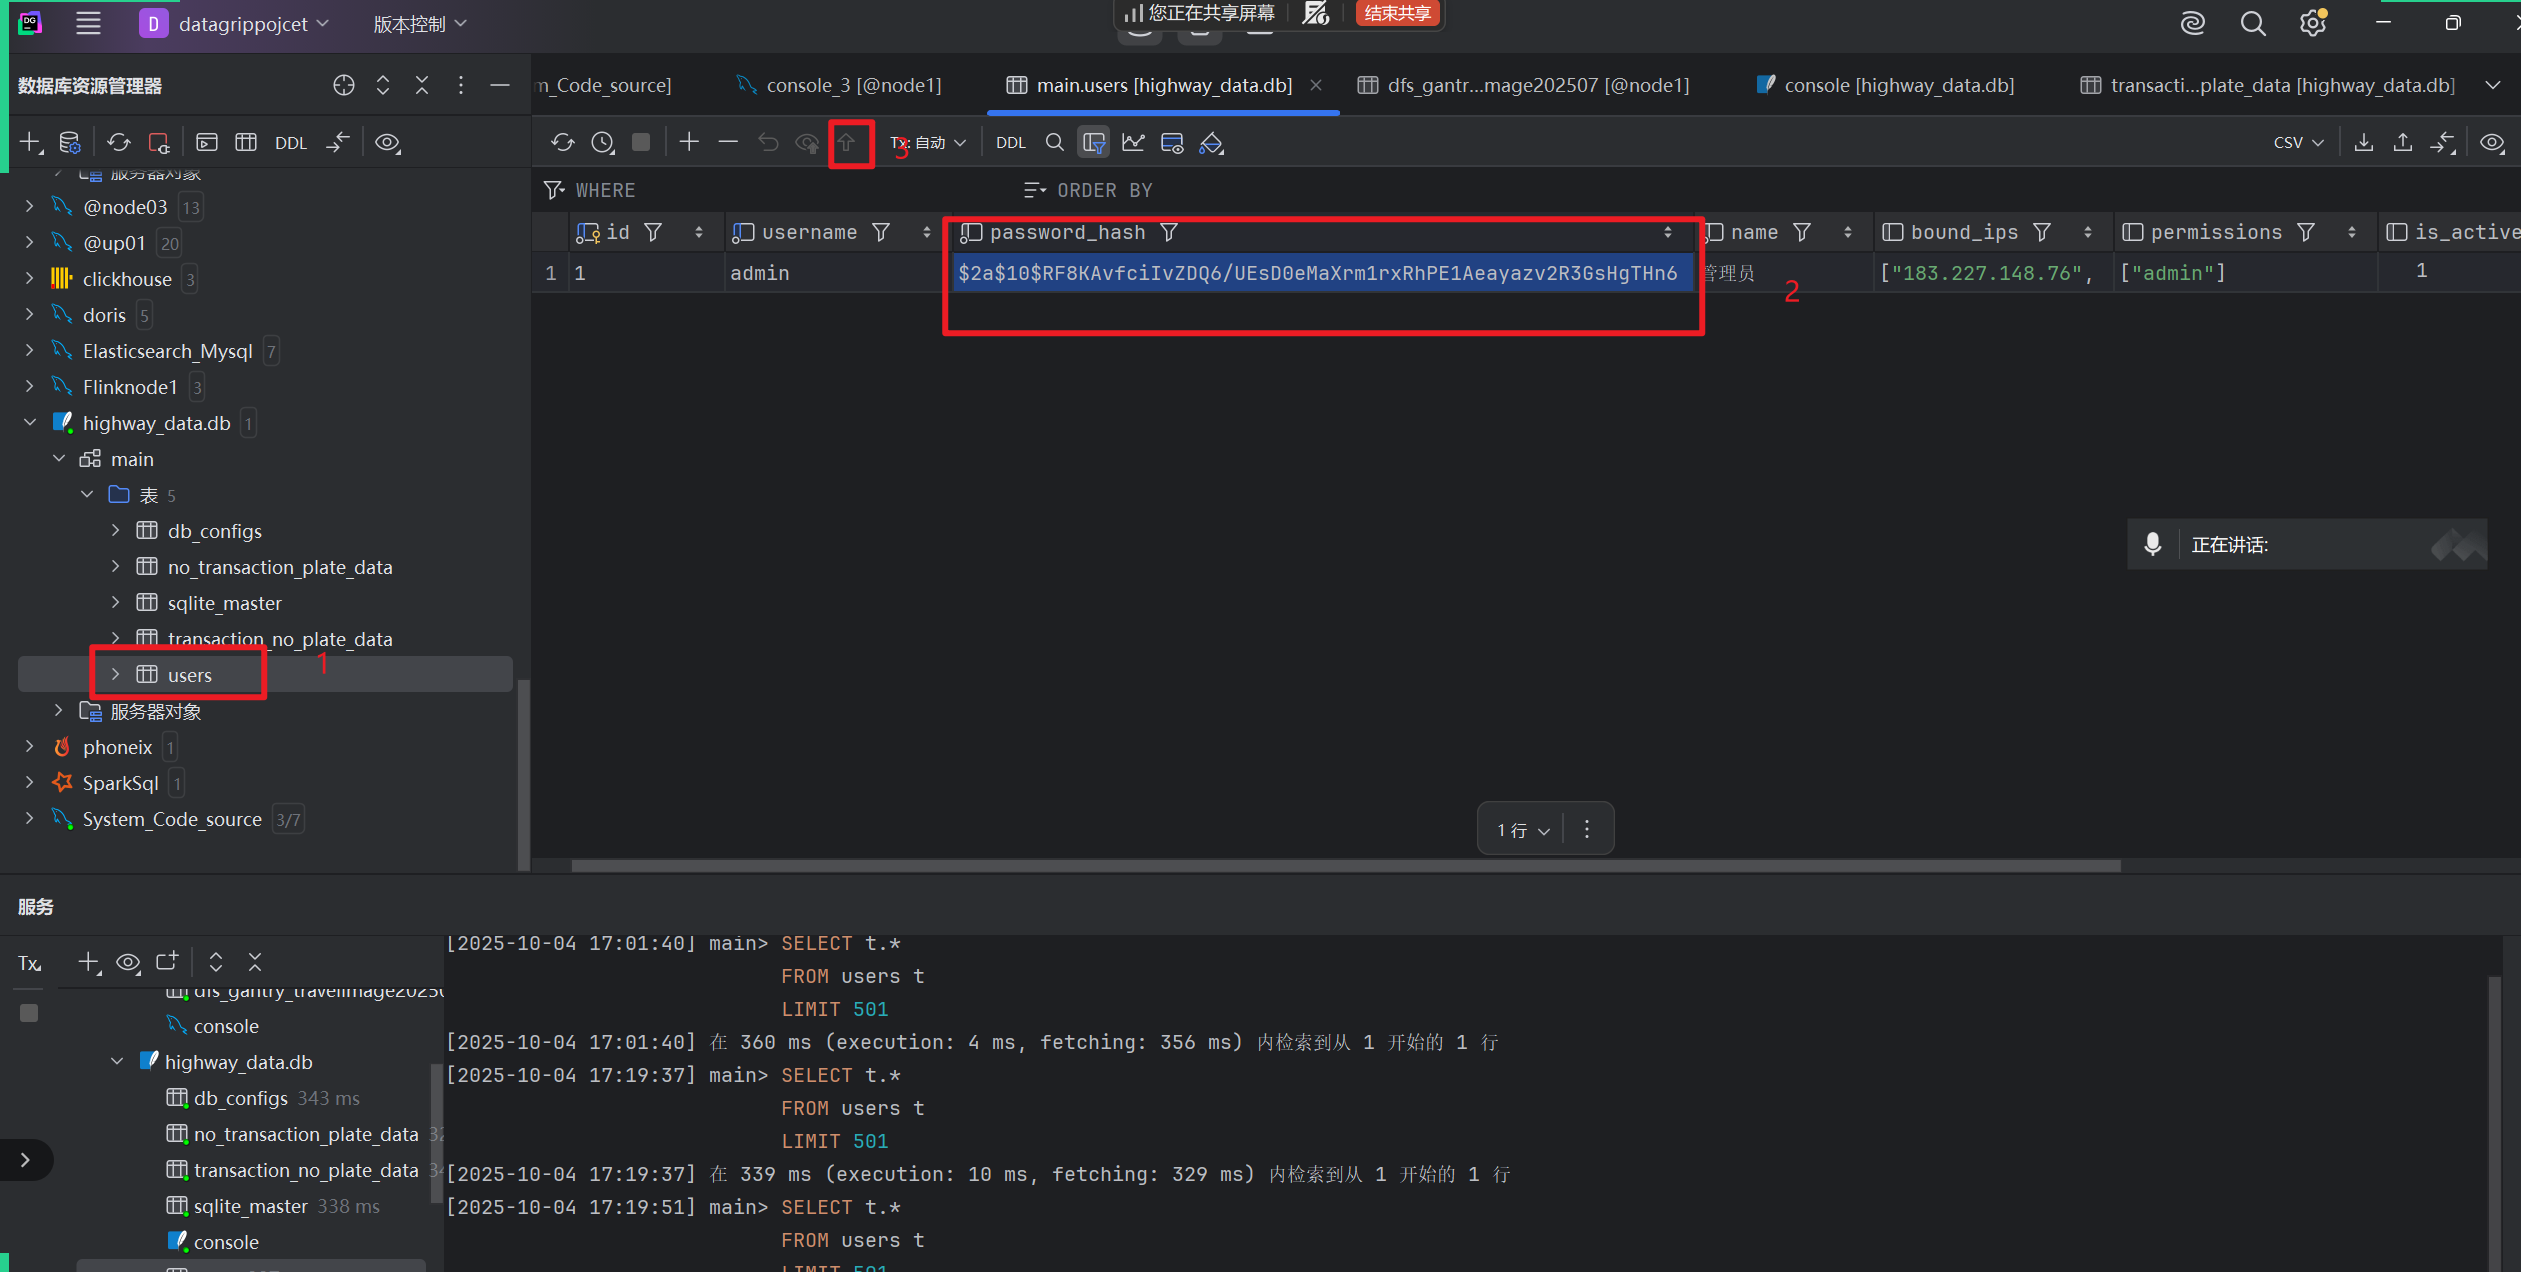 D datagrippojcet 版本控制
您正在共享屏幕 结束共享
数据库资源管理器
m_Code_source] console_3 [@node1] main.users [highway_data.db] dfs_gantr...mage202507 [@node1] console [highway_data.db] transacti...plate_data [highway_data.db]
DDL
Tx: 自动 DDL CSV
3
WHERE ORDER BY
服务器对象
@node03 13
@up01 20
clickhouse 3
doris 5
Elasticsearch_Mysql 7
Flinknode1 3
highway_data.db 1
main
表 5
db_configs
no_transaction_plate_data
sqlite_master
transaction_no_plate_data
users
1
服务器对象
phoneix 1
SparkSql 1
System_Code_source 3/7
id username password_hash name bound_ips permissions is_active
1 1 admin $2a$10$RF8KAvfciIvZDQ6/UEsD0eMaXrm1rxRhPE1Aeayazv2R3GsHgTHn6 管理员 ["183.227.148.76", ["admin"] 1
2
正在讲话:
1 行
服务
Tx
dfs_gantry_travelimage20250
console
highway_data.db
db_configs 343 ms
no_transaction_plate_data 32
transaction_no_plate_data 34
sqlite_master 338 ms
console
[2025-10-04 17:01:40] main> SELECT t.*
FROM users t
LIMIT 501
[2025-10-04 17:01:40] 在 360 ms (execution: 4 ms, fetching: 356 ms) 内检索到从 1 开始的 1 行
[2025-10-04 17:19:37] main> SELECT t.*
FROM users t
LIMIT 501
[2025-10-04 17:19:37] 在 339 ms (execution: 10 ms, fetching: 329 ms) 内检索到从 1 开始的 1 行
[2025-10-04 17:19:51] main> SELECT t.*
FROM users t
LIMIT 501